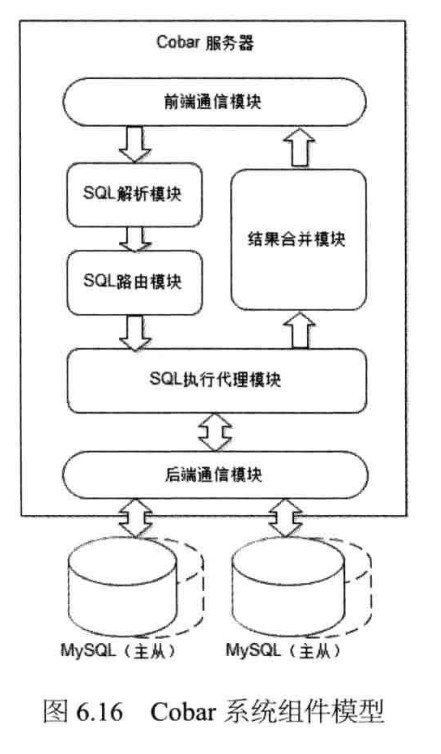 Cobar 服务器
前端通信模块
SQL解析模块
结果合并模块
SQL路由模块
SQL执行代理模块
后端通信模块
MySQL（主从） MySQL（主从）
图 6.16 Cobar 系统组件模型